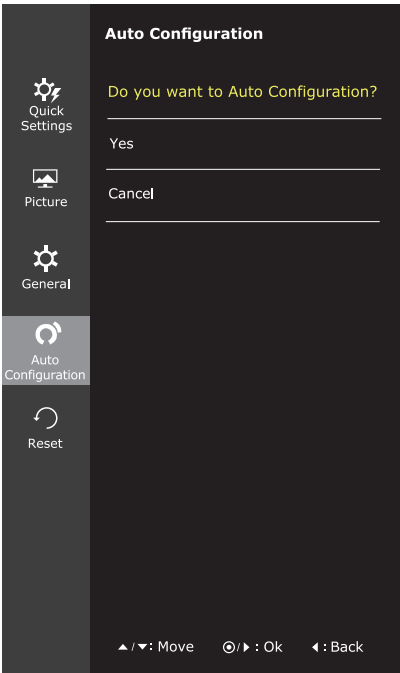 Auto Configuration
Do you want to Auto Configuration?
Yes
Cancel
Quick
Settings
Picture
General
Auto
Configuration
Reset
▲/▼: Move ◉/▶ : Ok ◀ : Back